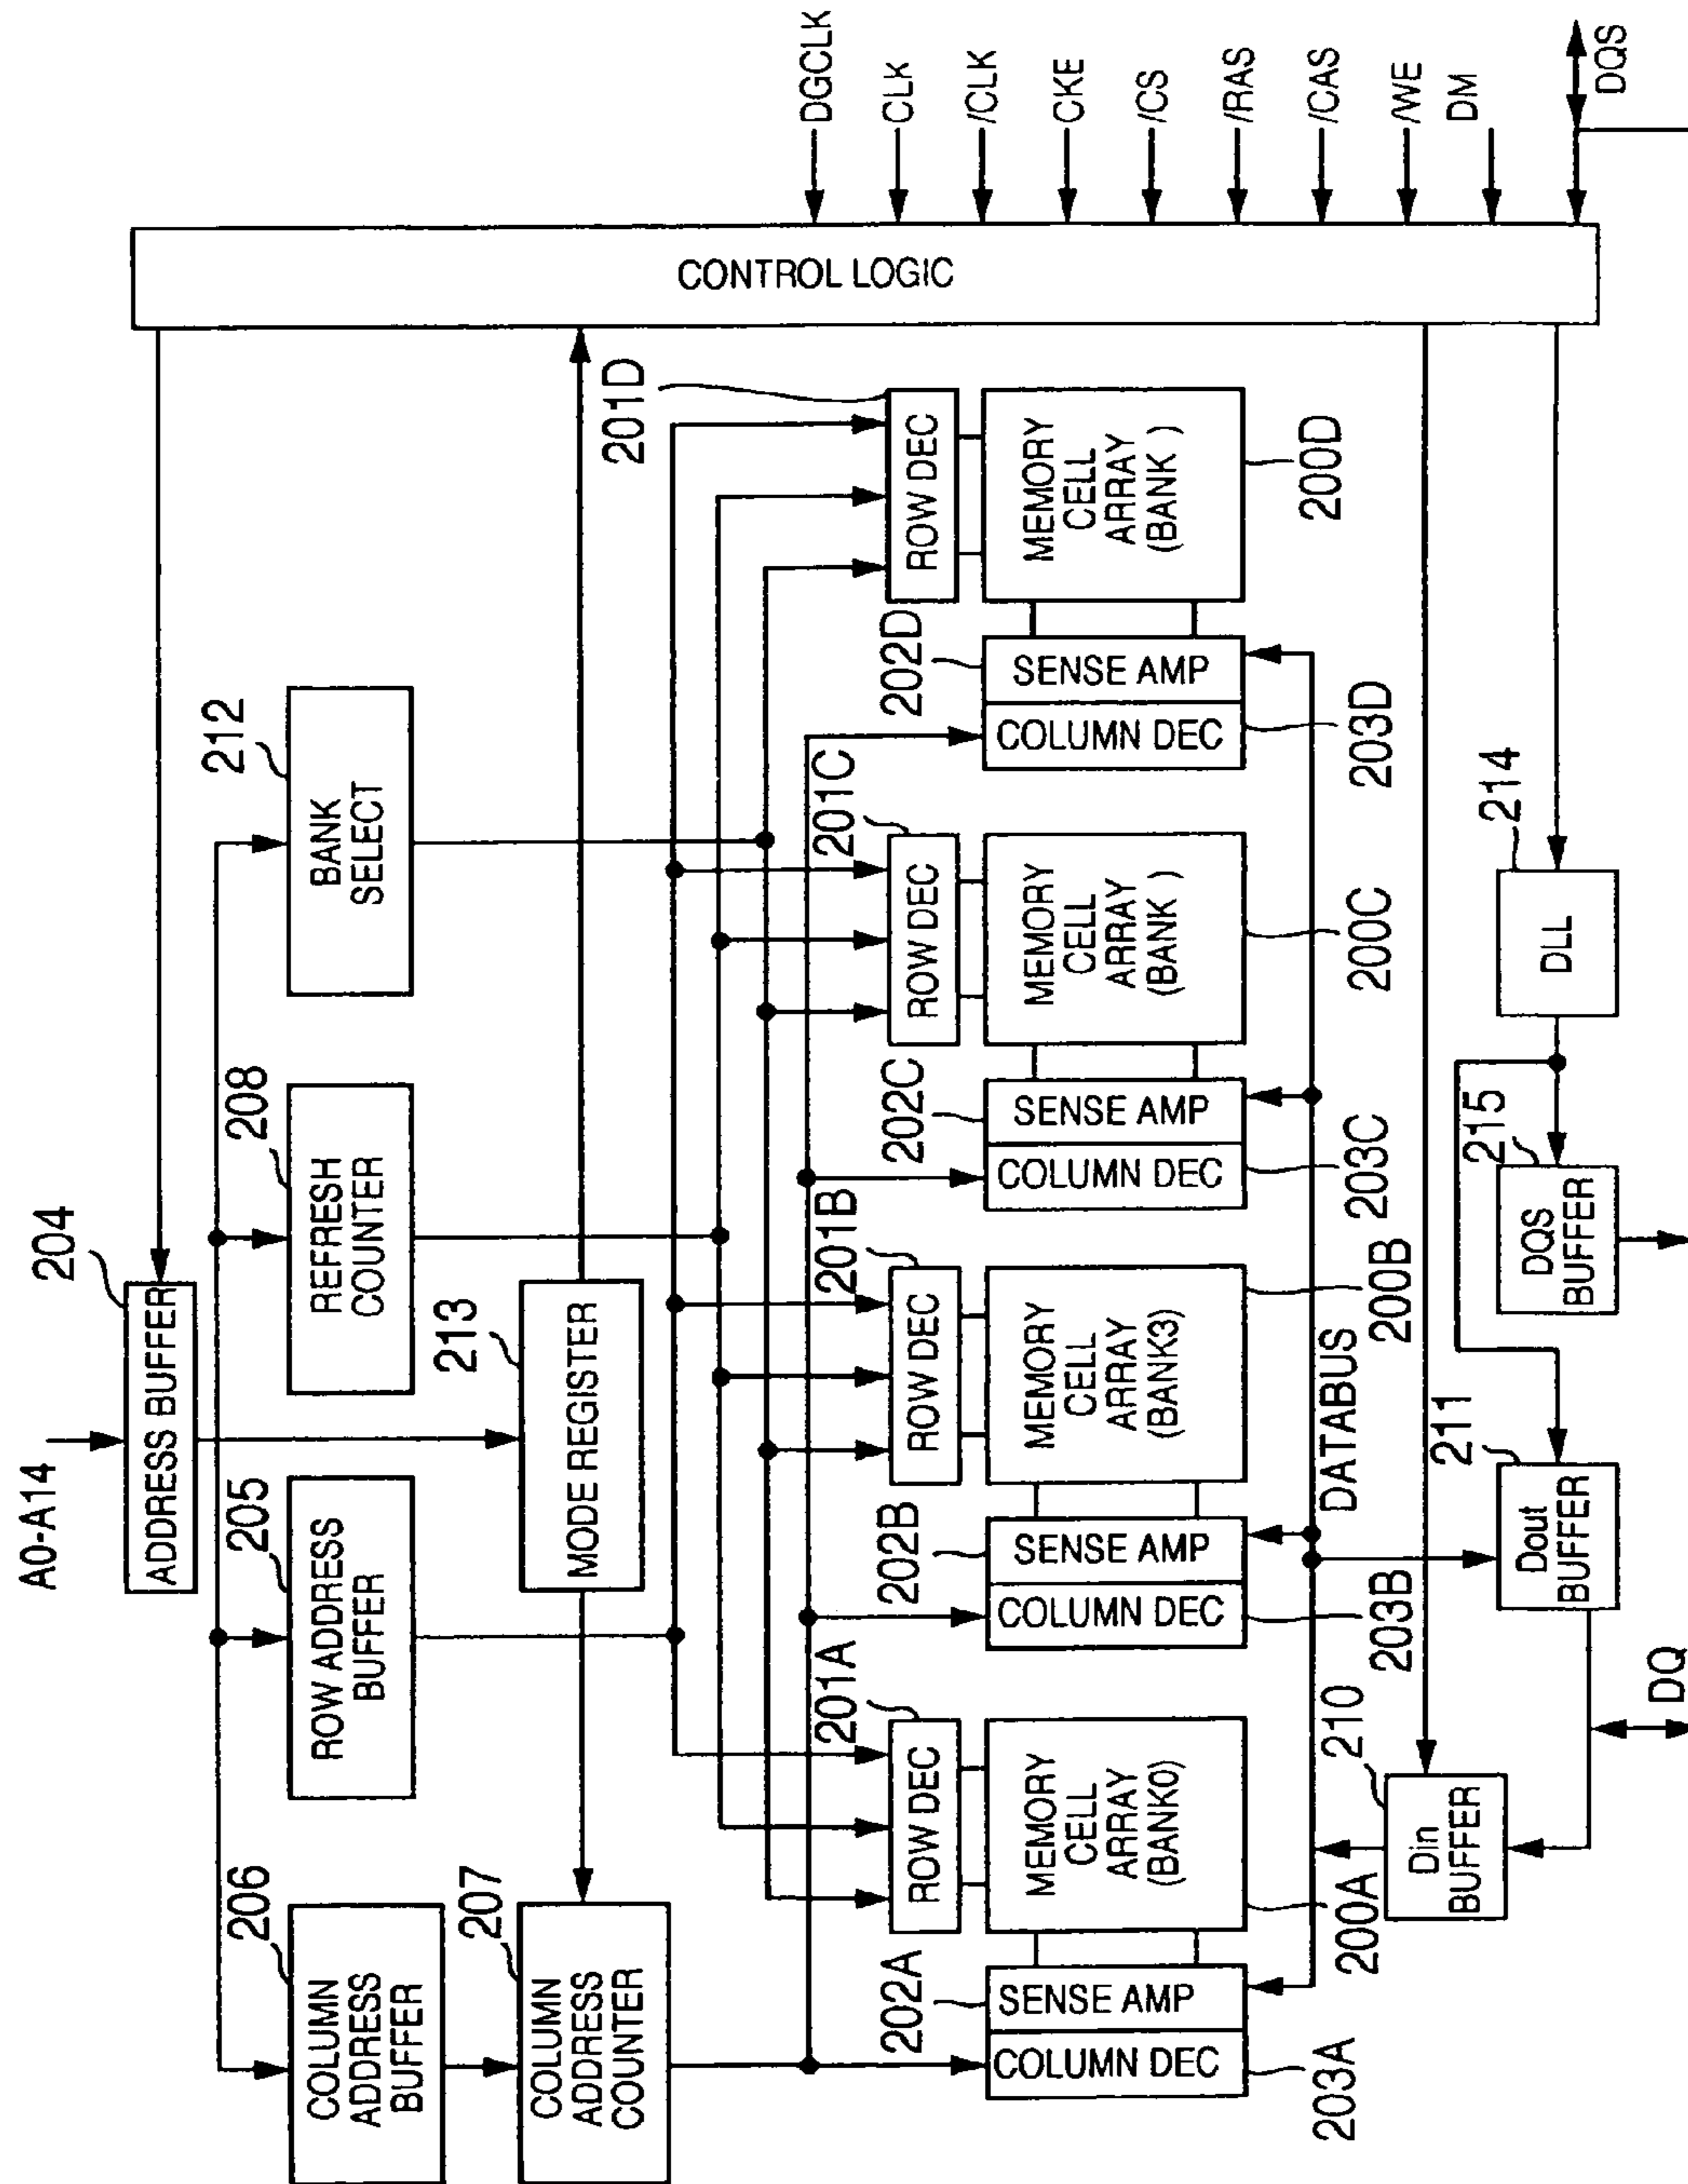 A0-A14
204
ADDRESS BUFFER
206
COLUMN
ADDRESS
BUFFER
205
ROW ADDRESS
BUFFER
208
REFRESH
COUNTER
212
BANK
SELECT
207
COLUMN
ADDRESS
COUNTER
213
MODE REGISTER
201A
ROW DEC
201B
ROW DEC
201C
ROW DEC
201D
ROW DEC
202A
SENSE AMP
COLUMN DEC
203A
MEMORY
CELL
ARRAY
(BANK0)
200A
202B
SENSE AMP
COLUMN DEC
203B
MEMORY
CELL
ARRAY
(BANK3)
200B
202C
SENSE AMP
COLUMN DEC
203C
MEMORY
CELL
ARRAY
(BANK )
200C
202D
SENSE AMP
COLUMN DEC
203D
MEMORY
CELL
ARRAY
(BANK )
200D
DATABUS
210
Din
BUFFER
211
Dout
BUFFER
215
DQS
BUFFER
214
DLL
DQ
CONTROL LOGIC
DGCLK
CLK
/CLK
CKE
/CS
/RAS
/CAS
/WE
DM
DQS